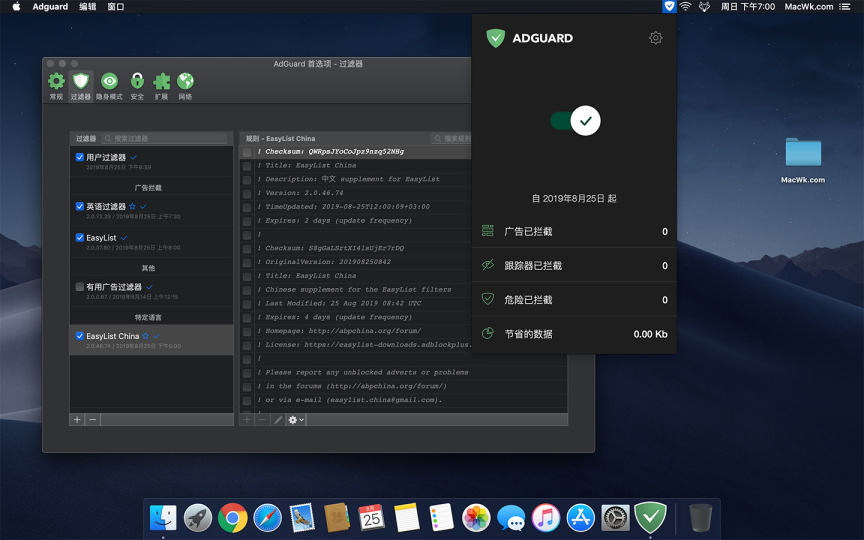 Adguard 编辑 窗口
周日 下午7:00 MacWk.com
AdGuard 首选项 - 过滤器
常规 过滤器 隐身模式 安全 扩展 网络
过滤器 搜索过滤器
用户过滤器
2019年8月25日 下午6:59
广告拦截
英语过滤器
2.0.73.33 / 2019年8月25日 下午7:30
EasyList
2.0.37.80 / 2019年8月25日 下午6:00
其他
有用广告过滤器
2.0.0.67 / 2019年8月14日 上午12:15
特定语言
EasyList China
2.0.46.74 / 2019年8月25日 下午5:00
规则 - EasyList China 搜索规则
! Checksum: QWRpsJYoCoJpz9nzq52NHg
! Title: EasyList China
! Description: 中文 supplement for EasyList
! Version: 2.0.46.74
! TimeUpdated: 2019-08-25T12:00:09+03:00
! Expires: 2 days (update frequency)
!
! Checksum: S8gGaLSrtXI4lsUjEr7rDQ
! OriginalVersion: 201908250842
! Title: EasyList China
! Chinese supplement for the EasyList filters
! Last Modified: 25 Aug 2019 08:42 UTC
! Expires: 4 days (update frequency)
! Homepage: http://abpchina.org/forum/
! License: https://easylist-downloads.adblockplus.
!
! Please report any unblocked adverts or problems
! in the forums (http://abpchina.org/forum/)
! or via e-mail (easylist.china@gmail.com).
!
ADGUARD
自 2019年8月25日 起
广告已拦截 0
跟踪器已拦截 0
危险已拦截 0
节省的数据 0.00 Kb
MacWk.com
8月
25